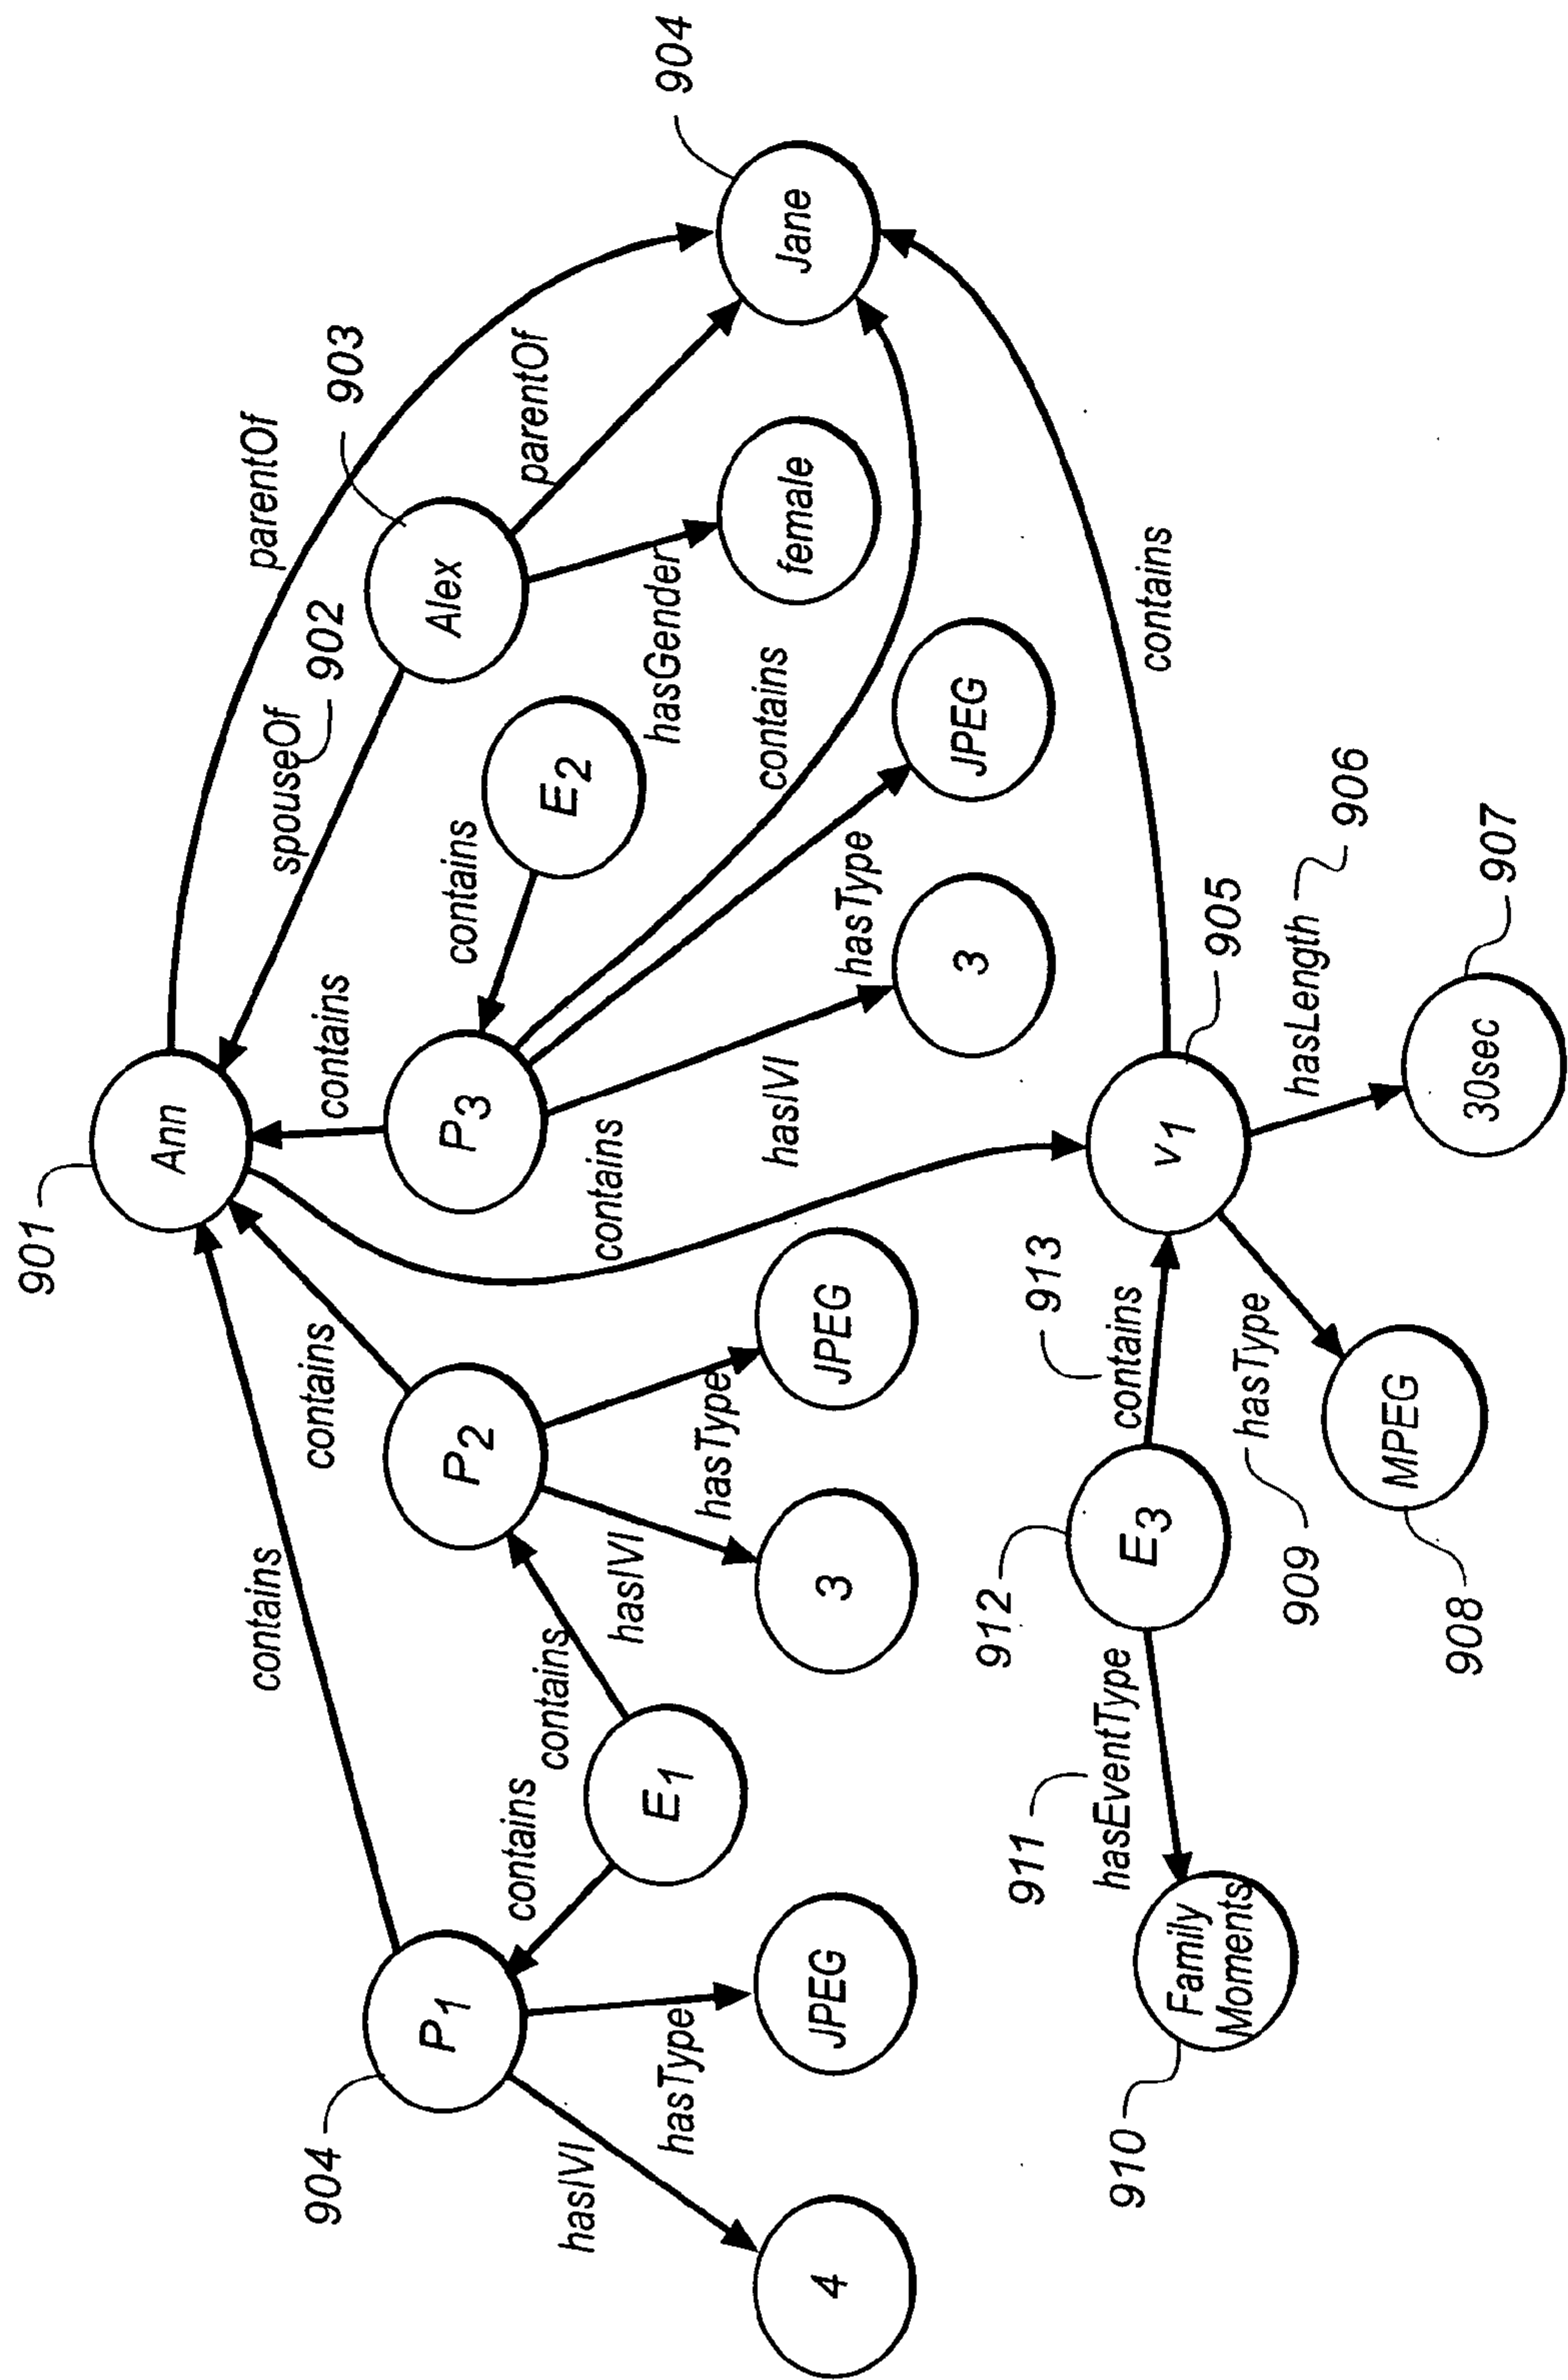 901
Ann
contains
spouseOf
parentOf
904
contains
contains
902
903
P1
P2
P3
contains
Alex
contains
contains
parentOf
E2
hasIVI
hasIVI
contains
E1
hasGender
904
hasType
hasType
hasIVI
contains
4
JPEG
3
JPEG
female
Jane
hasType
3
JPEG
912
911
913
910
hasEventType
E3
contains
v1
contains
Family
Moments
905
909
hasType
hasLength
906
908
MPEG
30sec
907